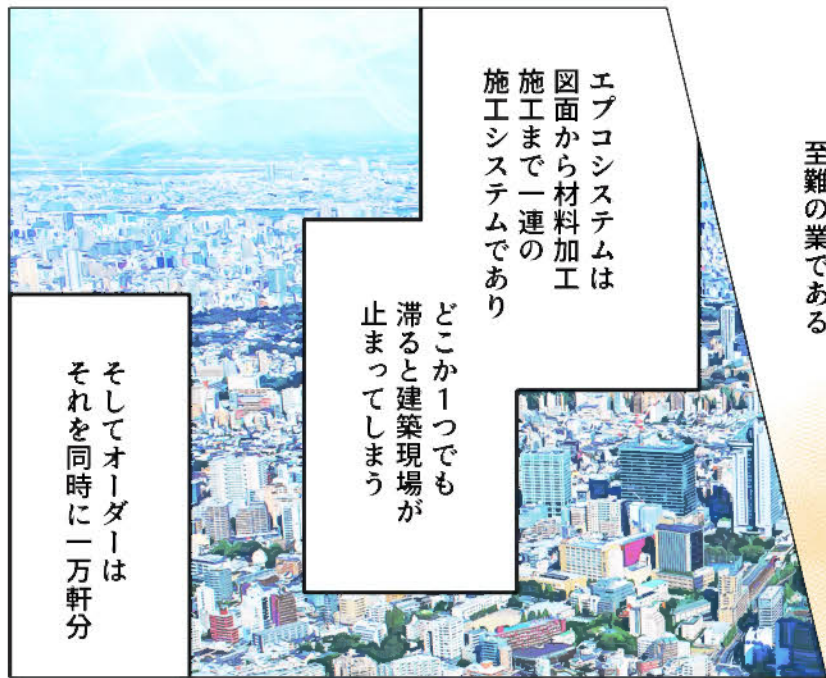 至難の業である
エプコシステムは
図面から材料加工
施工まで一連の
施工システムであり
どこか1つでも
滞ると建築現場が
止まってしまう
そしてオーダーは
それを同時に一万軒分